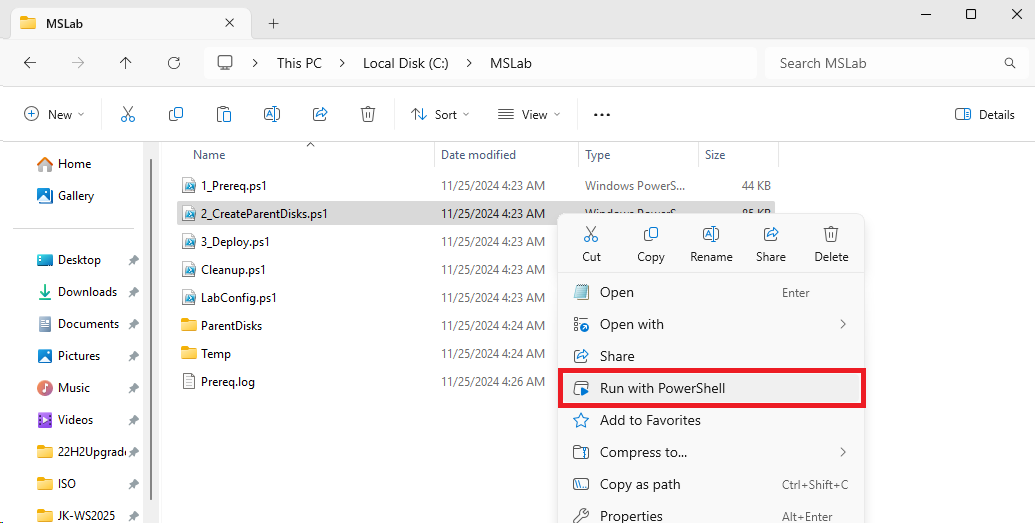 MSLab
This PC > Local Disk (C:) > MSLab
Search MSLab
New
Sort
View
Details
Home
Gallery
Desktop
Downloads
Documents
Pictures
Music
Videos
22H2Upgrade
ISO
JK-WS2025
Name Date modified Type Size
1_Prereq.ps1 11/25/2024 4:23 AM Windows PowerS... 44 KB
2_CreateParentDisks.ps1 11/25/2024 4:23 AM Windows PowerS... 85 KB
3_Deploy.ps1 11/25/2024 4:23 AM
Cleanup.ps1 11/25/2024 4:23 AM
LabConfig.ps1 11/25/2024 4:23 AM
ParentDisks 11/25/2024 4:24 AM
Temp 11/25/2024 4:24 AM
Prereq.log 11/25/2024 4:26 AM
Cut Copy Rename Share Delete
Open Enter
Open with
Share
Run with PowerShell
Add to Favorites
Compress to...
Copy as path Ctrl+Shift+C
Properties Alt+Enter